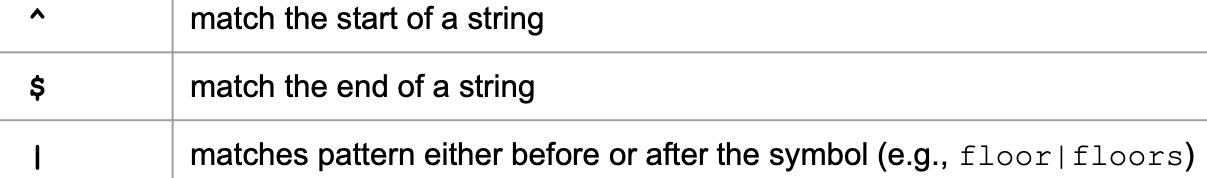 ^ match the start of a string
$ match the end of a string
| matches pattern either before or after the symbol (e.g., floor|floors)